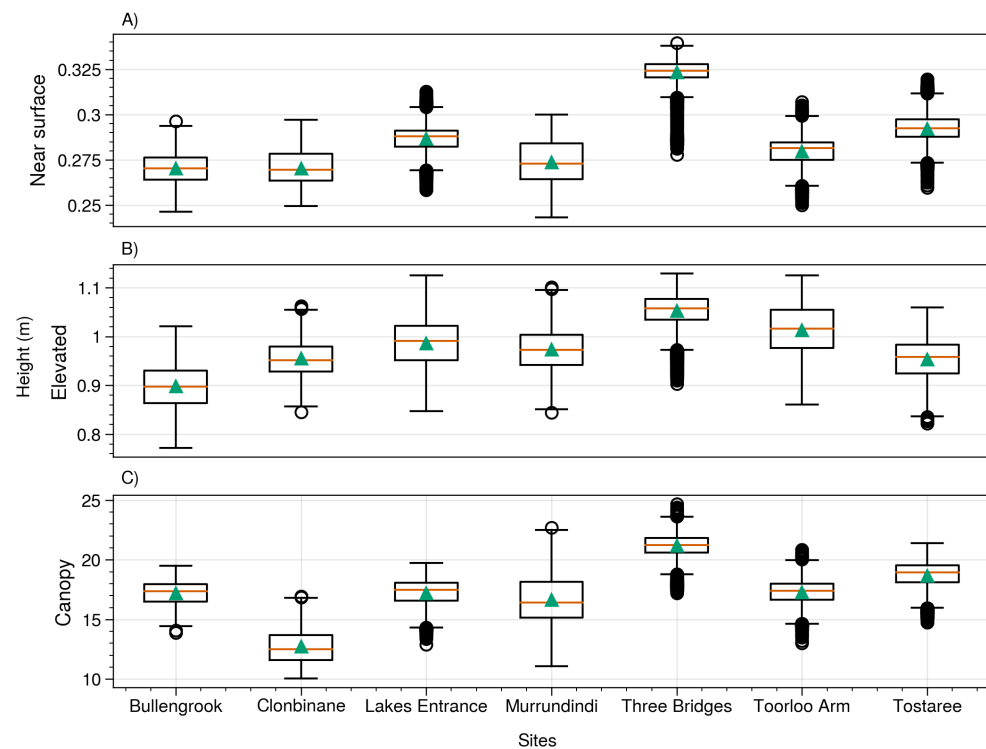 A)
Near surface
0.325
0.3
0.275
0.25
B)
Height (m)
Elevated
1.1
1
0.9
0.8
C)
Canopy
25
20
15
10
Bullengrook Clonbinane Lakes Entrance Murrundindi Three Bridges Toorloo Arm Tostaree
Sites